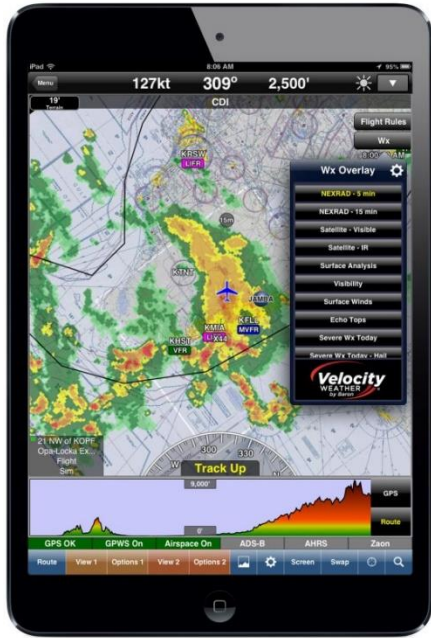 iPad
8:06 AM
95%
Menu
127kt
309°
2,500'
19'
Terrain
CDI
Flight Rules
Wx
AM
Wx Overlay
NEXRAD - 5 min
NEXRAD - 15 min
Satellite - Visible
Satellite - IR
Surface Analysis
Visibility
Surface Winds
Echo Tops
Severe Wx Today
Severe Wx Today - Hail
Velocity
WEATHER
by Baron
KRSW
LIFR
15m
KTNT
KMIA
X44
KFLL
MVFR
KHST
VFR
21 NW of KOPF
Opa-Locka Ex...
Flight
Sim
W
300
330
Track Up
9,000'
0'
GPS
Route
GPS OK
GPWS On
Airspace On
ADS-B
AHRS
Zaon
Route
View 1
Options 1
View 2
Options 2
Screen
Swap